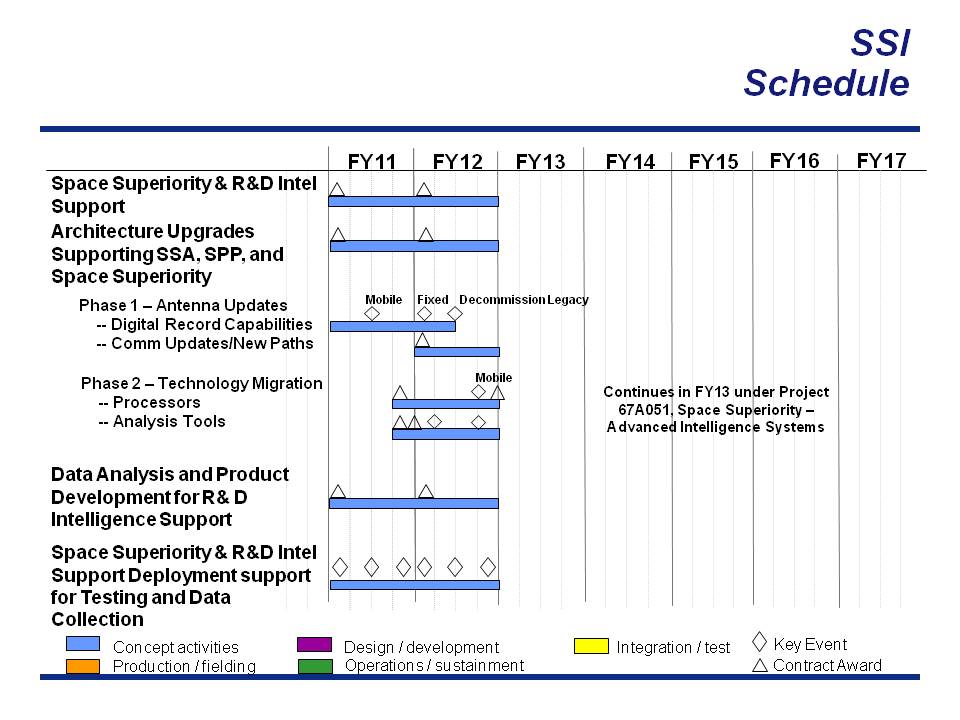 SSI
Schedule
FY11 FY12 FY13 FY14 FY15 FY16 FY17
Space Superiority & R&D Intel
Support
Architecture Upgrades
Supporting SSA, SPP, and
Space Superiority
Mobile Fixed Decommission Legacy
Phase 1 – Antenna Updates
-- Digital Record Capabilities
-- Comm Updates/New Paths
Mobile
Phase 2 – Technology Migration
-- Processors
-- Analysis Tools
Continues in FY13 under Project
67A051, Space Superiority –
Advanced Intelligence Systems
Data Analysis and Product
Development for R& D
Intelligence Support
Space Superiority & R&D Intel
Support Deployment support
for Testing and Data
Collection
Concept activities Design / development Integration / test Key Event
Production / fielding Operations / sustainment Contract Award